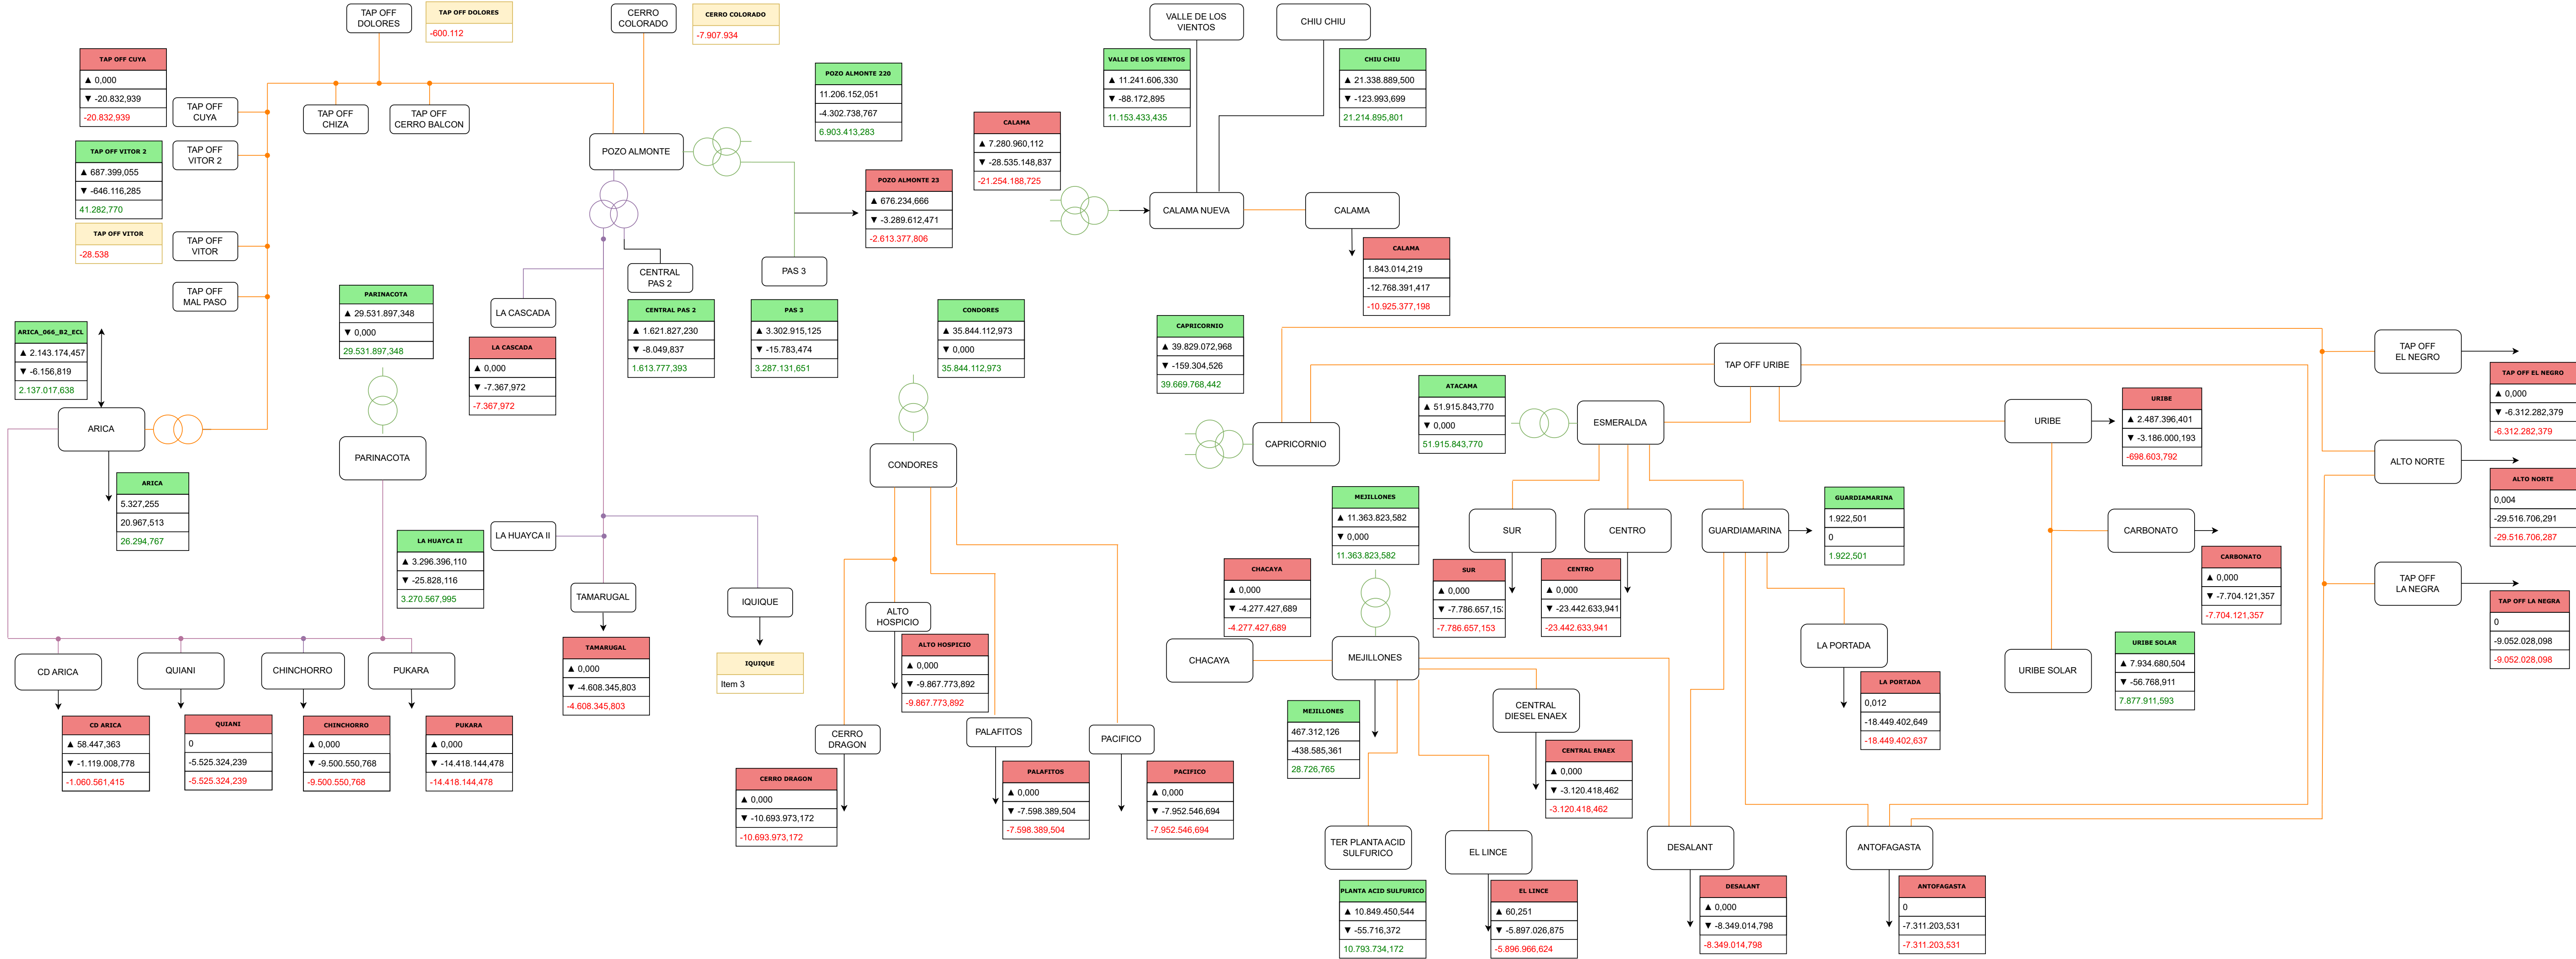 TAP OFF
DOLORES
TAP OFF DOLORES
-600.112
CERRO
COLORADO
CERRO COLORADO
-7.907.934
VALLE DE LOS
VIENTOS
CHIU CHIU
TAP OFF CUYA
▲ 0,000
▼ -20.832,939
-20.832,939
TAP OFF
CUYA
TAP OFF
CHIZA
TAP OFF
CERRO BALCON
POZO ALMONTE 220
11.206.152,051
-4.302.738,767
6.903.413,283
VALLE DE LOS VIENTOS
▲ 11.241.606,330
▼ -88.172,895
11.153.433,435
CHIU CHIU
▲ 21.338.889,500
▼ -123.993,699
21.214.895,801
CALAMA
▲ 7.280.960,112
▼ -28.535.148,837
-21.254.188,725
TAP OFF VITOR 2
▲ 687.399,055
▼ -646.116,285
41.282,770
TAP OFF
VITOR 2
POZO ALMONTE
POZO ALMONTE 23
▲ 676.234,666
▼ -3.289.612,471
-2.613.377,806
CALAMA NUEVA
CALAMA
TAP OFF VITOR
-28.538
TAP OFF
VITOR
CALAMA
1.843.014,219
-12.768.391,417
-10.925.377,198
CENTRAL
PAS 2
PAS 3
TAP OFF
MAL PASO
PARINACOTA
▲ 29.531.897,348
▼ 0,000
29.531.897,348
LA CASCADA
CENTRAL PAS 2
▲ 1.621.827,230
▼ -8.049,837
1.613.777,393
PAS 3
▲ 3.302.915,125
▼ -15.783,474
3.287.131,651
CONDORES
▲ 35.844.112,973
▼ 0,000
35.844.112,973
CAPRICORNIO
▲ 39.829.072,968
▼ -159.304,526
39.669.768,442
ARICA_066_B2_ECL
▲ 2.143.174,457
▼ -6.156,819
2.137.017,638
LA CASCADA
▲ 0,000
▼ -7.367,972
-7.367,972
TAP OFF URIBE
TAP OFF
EL NEGRO
TAP OFF EL NEGRO
▲ 0,000
▼ -6.312.282,379
-6.312.282,379
ATACAMA
▲ 51.915.843,770
▼ 0,000
51.915.843,770
ESMERALDA
URIBE
URIBE
▲ 2.487.396,401
▼ -3.186.000,193
-698.603,792
ARICA
CAPRICORNIO
PARINACOTA
CONDORES
ALTO NORTE
ALTO NORTE
0,004
-29.516.706,291
-29.516.706,287
ARICA
5.327,255
20.967,513
26.294,767
MEJILLONES
▲ 11.363.823,582
▼ 0,000
11.363.823,582
GUARDIAMARINA
1.922,501
0
1.922,501
SUR
CENTRO
GUARDIAMARINA
CARBONATO
LA HUAYCA II
▲ 3.296.396,110
▼ -25.828,116
3.270.567,995
LA HUAYCA II
CARBONATO
▲ 0,000
▼ -7.704.121,357
-7.704.121,357
CHACAYA
▲ 0,000
▼ -4.277.427,689
-4.277.427,689
SUR
▲ 0,000
▼ -7.786.657,153
-7.786.657,153
CENTRO
▲ 0,000
▼ -23.442.633,941
-23.442.633,941
TAP OFF
LA NEGRA
TAP OFF LA NEGRA
0
-9.052.028,098
-9.052.028,098
TAMARUGAL
IQUIQUE
ALTO
HOSPICIO
TAMARUGAL
▲ 0,000
▼ -4.608.345,803
-4.608.345,803
IQUIQUE
Item 3
ALTO HOSPICIO
▲ 0,000
▼ -9.867.773,892
-9.867.773,892
CHACAYA
MEJILLONES
LA PORTADA
URIBE SOLAR
URIBE SOLAR
▲ 7.934.680,504
▼ -56.768,911
7.877.911,593
CD ARICA
QUIANI
CHINCHORRO
PUKARA
LA PORTADA
0,012
-18.449.402,649
-18.449.402,637
CENTRAL
DIESEL ENAEX
MEJILLONES
467.312,126
-438.585,361
28.726,765
CD ARICA
▲ 58.447,363
▼ -1.119.008,778
-1.060.561,415
QUIANI
0
-5.525.324,239
-5.525.324,239
CHINCHORRO
▲ 0,000
▼ -9.500.550,768
-9.500.550,768
PUKARA
▲ 0,000
▼ -14.418.144,478
-14.418.144,478
CERRO
DRAGON
PALAFITOS
PACIFICO
CENTRAL ENAEX
▲ 0,000
▼ -3.120.418,462
-3.120.418,462
CERRO DRAGON
▲ 0,000
▼ -10.693.973,172
-10.693.973,172
PALAFITOS
▲ 0,000
▼ -7.598.389,504
-7.598.389,504
PACIFICO
▲ 0,000
▼ -7.952.546,694
-7.952.546,694
TER PLANTA ACID
SULFURICO
EL LINCE
DESALANT
ANTOFAGASTA
PLANTA ACID SULFURICO
▲ 10.849.450,544
▼ -55.716,372
10.793.734,172
EL LINCE
▲ 60,251
▼ -5.897.026,875
-5.896.966,624
DESALANT
▲ 0,000
▼ -8.349.014,798
-8.349.014,798
ANTOFAGASTA
0
-7.311.203,531
-7.311.203,531